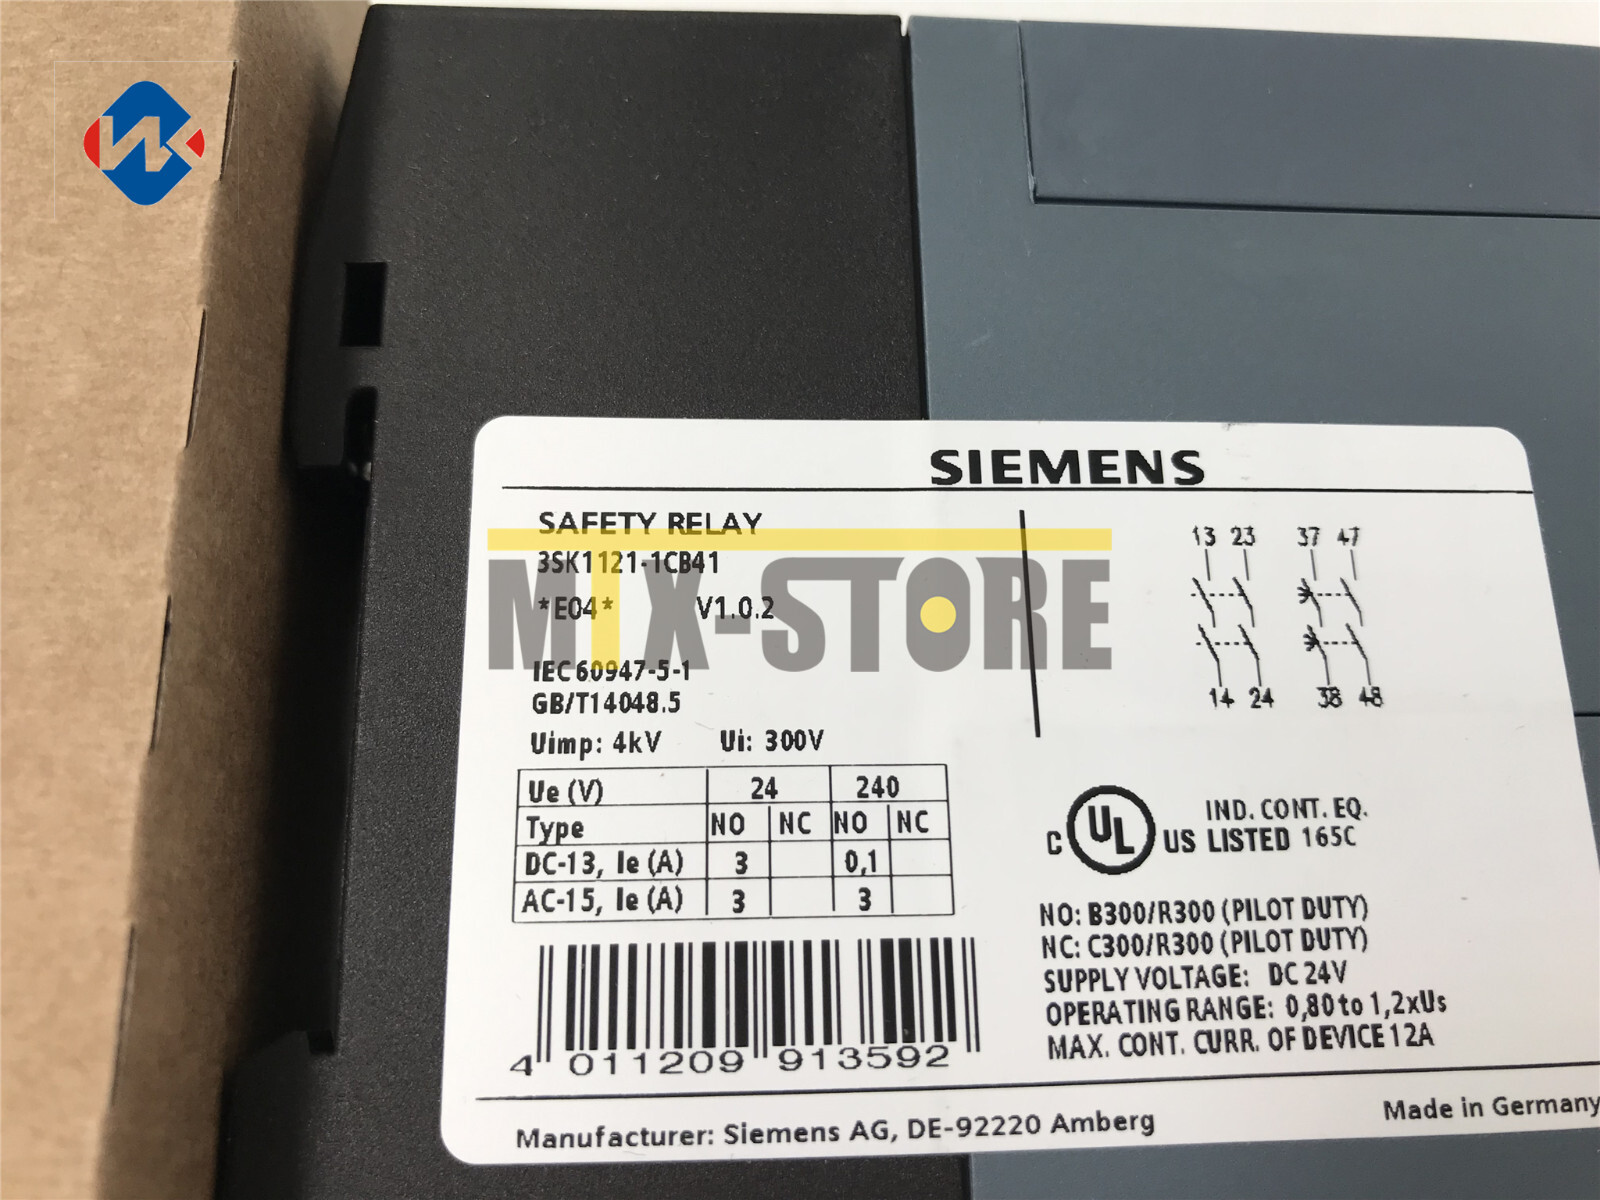 SIEMENS
SAFETY RELAY
3SK1121-1CB41
*E04* V1.0.2
MIX-STORE
IEC60947-5-1
GB/T14048.5
Uimp: 4kV Ui: 300V
Ue (V) 24 240
Type NO NC NO NC
DC-13, Ie (A) 3 0,1
AC-15, Ie (A) 3 3
4 011209 913592
13 23 37 47
14 24 38 48
C UL US IND. CONT. EQ.
LISTED 165C
NO: B300/R300 (PILOT DUTY)
NC: C300/R300 (PILOT DUTY)
SUPPLY VOLTAGE: DC 24V
OPERATING RANGE: 0,80 to 1,2xUs
MAX. CONT. CURR. OF DEVICE 12A
Manufacturer: Siemens AG, DE-92220 Amberg
Made in Germany